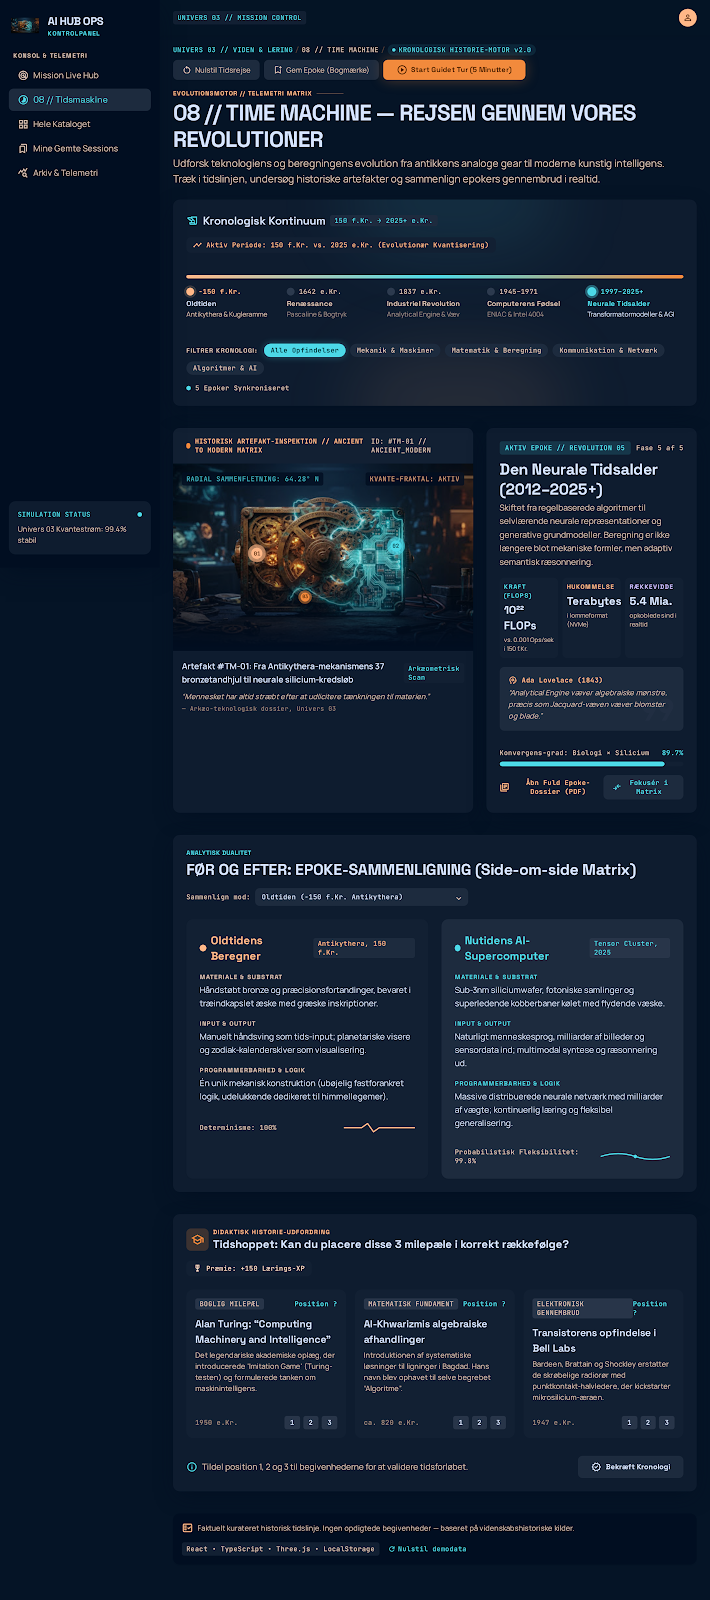 AI HUB OPS
KONTROLPANEL
KONSOL & TELEMETRI
Mission Live Hub
08 // Tidsmaskine
Hele Kataloget
Mine Gemte Sessions
Arkiv & Telemetri
SIMULATION STATUS
Univers 03 Kvantestrøm: 99.4%
stabil
UNIVERS 03 // MISSION CONTROL
UNIVERS 03 // VIDEN & LÆRING / 08 // TIME MACHINE / KRONOLOGISK HISTORIE-MOTOR v2.0
Nulstil Tidsrejse
Gem Epoke (Bogmærke)
Start Guidet Tur (5 Minutter)
EVOLUTIONSMOTOR // TELEMETRI MATRIX
08 // TIME MACHINE — REJSEN GENNEM VORES
REVOLUTIONER
Udforsk teknologiens og beregningens evolution fra antikkens analoge gear til moderne kunstig intelligens.
Træk i tidslinjen, undersøg historiske artefakter og sammenlign epokers gennembrud i realtid.
Kronologisk Kontinuum 150 f.Kr. → 2025+ e.Kr.
Aktiv Periode: 150 f.Kr. vs. 2025 e.Kr. (Evolutionær Kvantisering)
-150 f.Kr.
Oldtiden
Antikythera & Kugleramme
1642 e.Kr.
Renæssance
Pascaline & Bogtryk
1837 e.Kr.
Industriel Revolution
Analytical Engine & Væv
1945-1971
Computerens Fødsel
ENIAC & Intel 4004
1997-2025+
Neurale Tidsalder
Transformatormodeller & AGI
FILTRER KRONOLOGI:
Alle Opfindelser
Mekanik & Maskiner
Matematik & Beregning
Kommunikation & Netværk
Algoritmer & AI
5 Epoker Synkroniseret
HISTORISK ARTEFAKT-INSPEKTION // ANCIENT
TO MODERN MATRIX
ID: #TM-01 //
ANCIENT_MODERN
RADIAL SAMMENFLETNING: 64.28° N
KVANTE-FRAKTAL: AKTIV
01
02
03
Artefakt #TM-01: Fra Antikythera-mekanismens 37
bronzetandhjul til neurale silicium-kredsløb
Arkæometrisk
Scan
"Mennesket har altid stræbt efter at udlicitere tænkningen til materien."
— Arkæo-teknologisk dossier, Univers 03
AKTIV EPOKE // REVOLUTION 05
Fase 5 af 5
Den Neurale Tidsalder
(2012–2025+)
Skiftet fra regelbaserede algoritmer til
selvlærende neurale repræsentationer og
generative grundmodeller. Beregning er ikke
længere blot mekaniske formler, men adaptiv
semantisk ræsonnering.
KRAFT
(FLOPS)
10²²
FLOPs
vs. 0.001 Ops/sek
i 150 f.Kr.
HUKOMMELSE
Terabytes
i lommeformat
(NVMe)
RÆKKEVIDDE
5.4 Mia.
opkoblede sind i
realtid
Ada Lovelace (1843)
"Analytical Engine væver algebraiske mønstre,
præcis som Jacquard-væven væver blomster
og blade."
Konvergens-grad: Biologi × Silicium 89.7%
Åbn Fuld Epoke-
Dossier (PDF)
Fokusér i
Matrix
ANALYTISK DUALITET
FØR OG EFTER: EPOKE-SAMMENLIGNING (Side-om-side Matrix)
Sammenlign mod: Oldtiden (-150 f.Kr. Antikythera)
Oldtidens
Beregner
Antikythera, 150
f.Kr.
MATERIALE & SUBSTRAT
Håndstøbt bronze og præcisionsfortandinger, bevaret i
træindkapslet æske med græske inskriptioner.
INPUT & OUTPUT
Manuelt håndsving som tids-input; planetariske visere
og zodiak-kalenderskiver som visualisering.
PROGRAMMERBARHED & LOGIK
Én unik mekanisk konstruktion (ubøjelig fastforankret
logik, udelukkende dedikeret til himmellegemer).
Determinisme: 100%
Nutidens AI-
Supercomputer
Tensor Cluster,
2025
MATERIALE & SUBSTRAT
Sub-3nm siliciumwafer, fotoniske samlinger og
superledende kobberbaner kølet med flydende væske.
INPUT & OUTPUT
Naturligt menneskesprog, milliarder af billeder og
sensordata ind; multimodal syntese og ræsonnering
ud.
PROGRAMMERBARHED & LOGIK
Massive distribuerede neurale netværk med milliarder
af vægte; kontinuerlig læring og fleksibel
generalisering.
Probabilistisk Fleksibilitet:
99.8%
DIDAKTISK HISTORIE-UDFORDRING
Tidshoppet: Kan du placere disse 3 milepæle i korrekt rækkefølge?
Præmie: +150 Lærings-XP
BOGLIG MILEPÆL
Position ?
Alan Turing: "Computing
Machinery and Intelligence"
Det legendariske akademiske oplæg, der
introducerede 'Imitation Game' (Turing-
testen) og formulerede tanken om
maskinintelligens.
1950 e.Kr.
1 2 3
MATEMATISK FUNDAMENT
Position ?
Al-Khwarizmis algebraiske
afhandlinger
Introduktionen af systematiske
løsninger til ligninger i Bagdad. Hans
navn blev ophavet til selve begrebet
"Algoritme".
ca. 820 e.Kr.
1 2 3
ELEKTRONISK
GENNEMBRUD
Position
?
Transistorens opfindelse i
Bell Labs
Bardeen, Brattain og Shockley erstatter
de skrøbelige radiorør med
punktkontakt-halvledere, der kickstarter
mikrosilicium-æraen.
1947 e.Kr.
1 2 3
Tildel position 1, 2 og 3 til begivenhederne for at validere tidsforløbet.
Bekræft Kronologi
Faktuelt kurateret historisk tidslinje. Ingen opdigtede begivenheder — baseret på videnskabshistoriske kilder.
React • TypeScript • Three.js • LocalStorage
Nulstil demodata